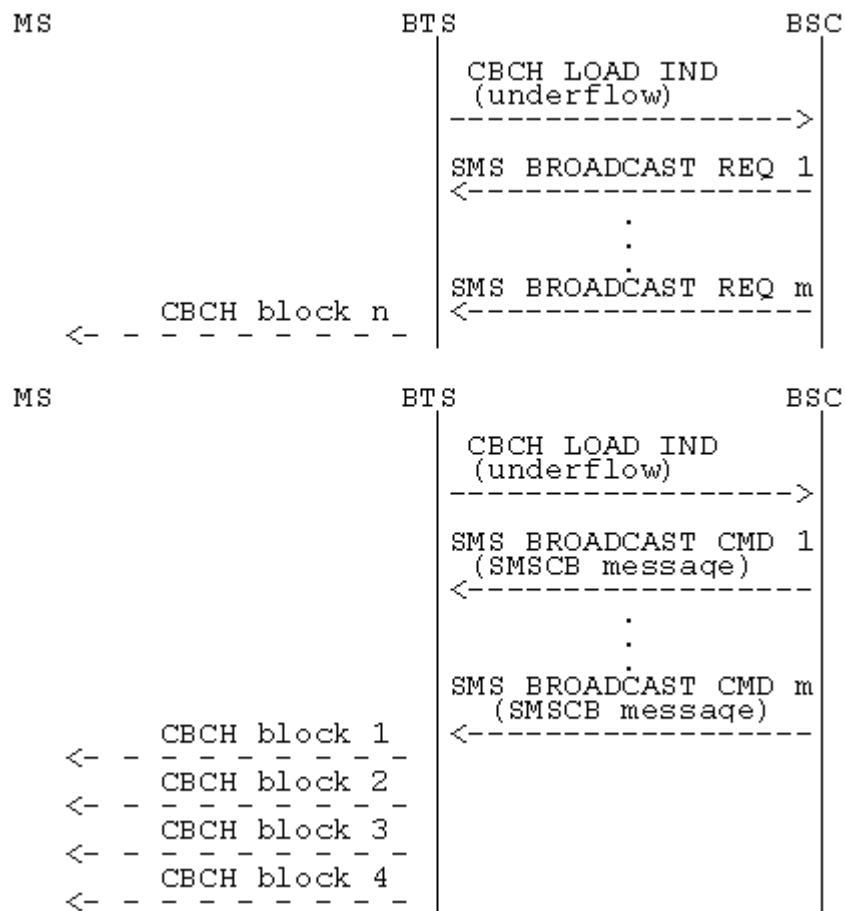 MS BTS BSC
CBCH LOAD IND
(underflow)
SMS BROADCAST REQ 1
.
.
.
SMS BROADCAST REQ m
CBCH block n
MS BTS BSC
CBCH LOAD IND
(underflow)
SMS BROADCAST CMD 1
(SMSCB message)
.
.
.
SMS BROADCAST CMD m
(SMSCB message)
CBCH block 1
CBCH block 2
CBCH block 3
CBCH block 4